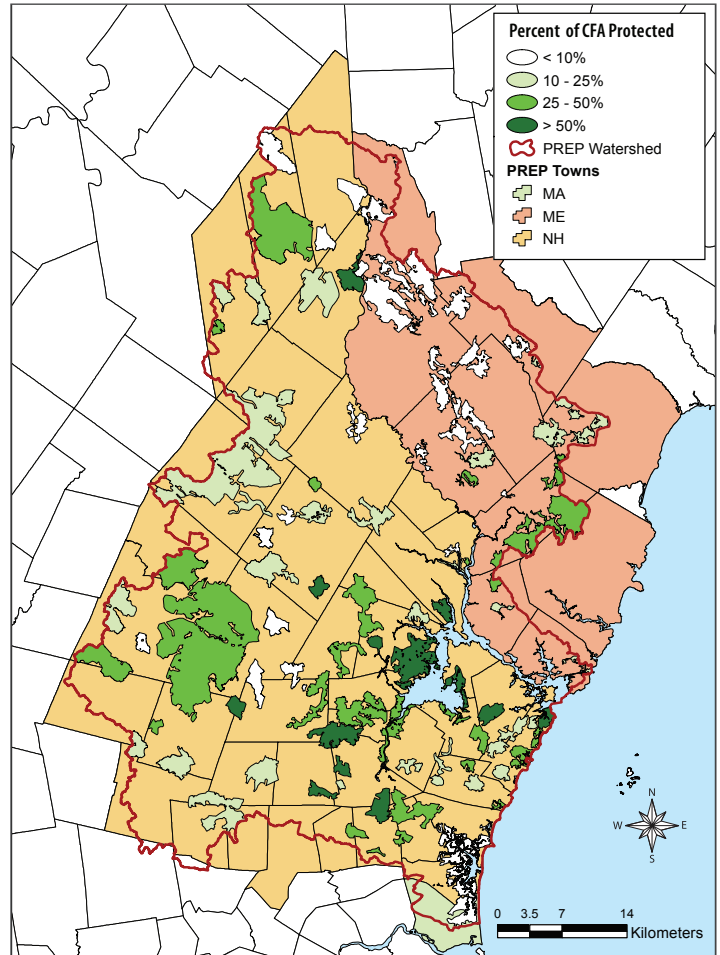 Percent of CFA Protected
< 10%
10 - 25%
25 - 50%
> 50%
PREP Watershed
PREP Towns
MA
ME
NH
N
W E
S
0 3.5 7 14
Kilometers